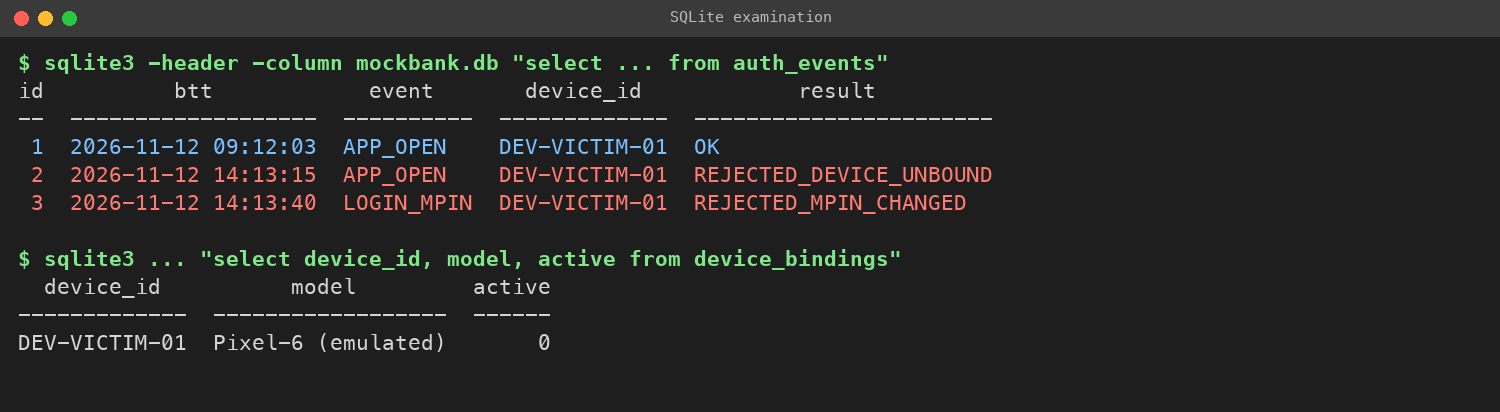 SQLite examination
$ sqlite3 -header -column mockbank.db "select ... from auth_events"
id          btt            event       device_id            result
--  -------------------  ----------  -------------  -----------------------
 1  2026-11-12 09:12:03  APP_OPEN    DEV-VICTIM-01  OK
 2  2026-11-12 14:13:15  APP_OPEN    DEV-VICTIM-01  REJECTED_DEVICE_UNBOUND
 3  2026-11-12 14:13:40  LOGIN_MPIN  DEV-VICTIM-01  REJECTED_MPIN_CHANGED
$ sqlite3 ... "select device_id, model, active from device_bindings"
  device_id          model         active
-------------  ------------------  ------
DEV-VICTIM-01  Pixel-6 (emulated)       0